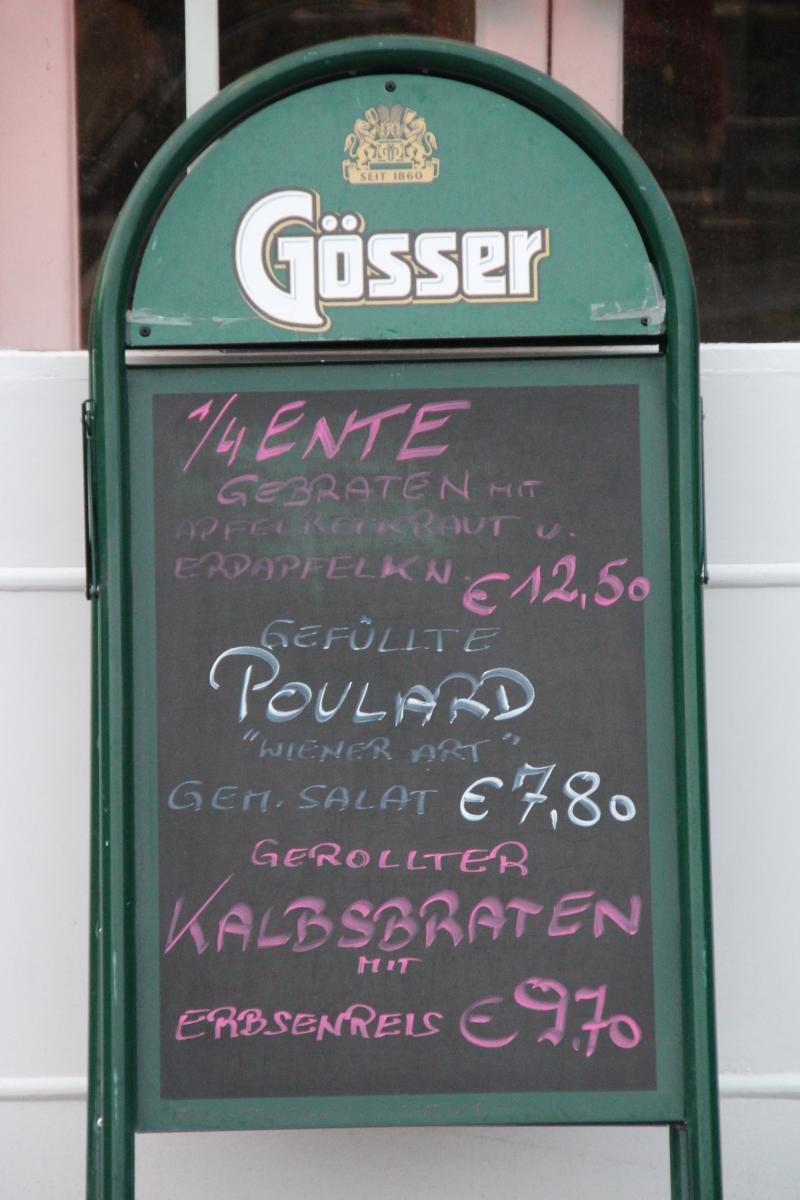 SEIT 1860
Gösser
1/4 ENTE
GEBRATEN MIT
APFELROTKRAUT U.
ERDAPFELKN.
€ 12,50
GEFÜLLTE
POULARD
"WIENER ART"
GEM. SALAT € 7,80
GEROLLTER
KALBSBRATEN
MIT
ERBSENREIS € 9,70